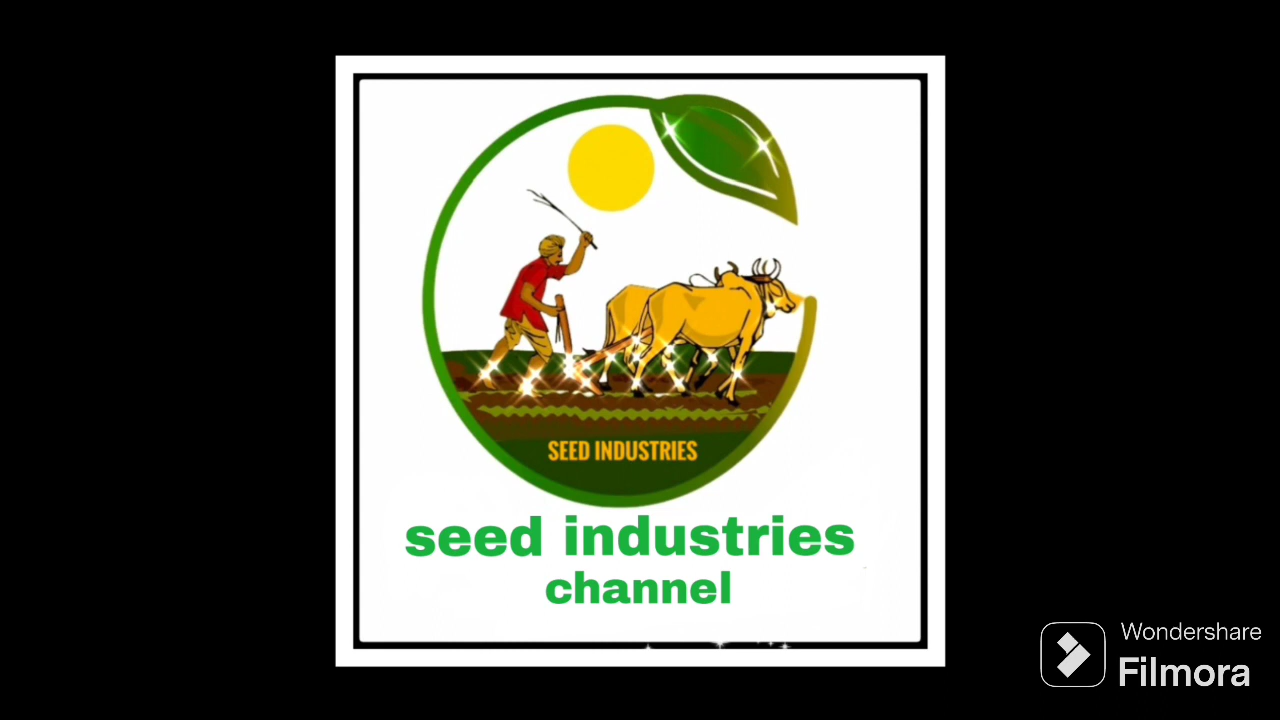 SEED INDUSTRIES
seed industries
channel
Wondershare
Filmora